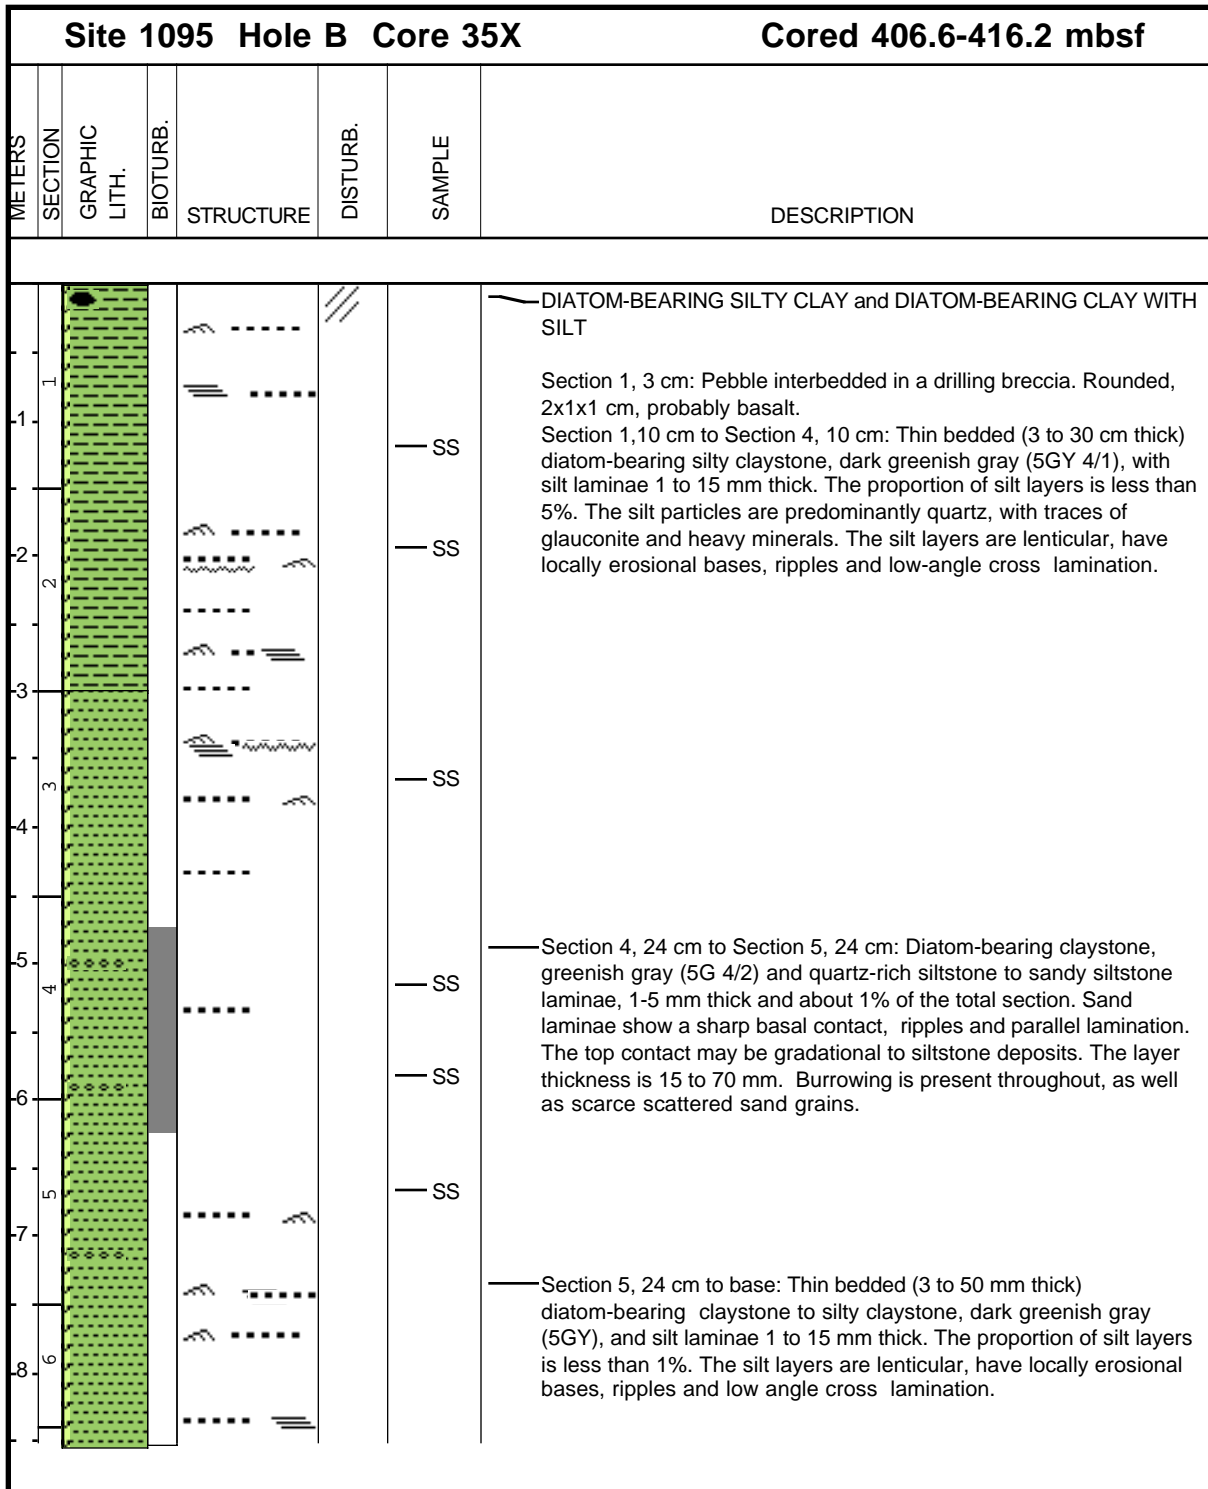 Site 1095 Hole B Core 35X Cored 406.6-416.2 mbsf
METERS
SECTION
GRAPHIC
LITH.
BIOTURB.
STRUCTURE
DISTURB.
SAMPLE
DESCRIPTION
DIATOM-BEARING SILTY CLAY and DIATOM-BEARING CLAY WITH
SILT
Section 1, 3 cm: Pebble interbedded in a drilling breccia. Rounded,
2x1x1 cm, probably basalt.
Section 1,10 cm to Section 4, 10 cm: Thin bedded (3 to 30 cm thick)
diatom-bearing silty claystone, dark greenish gray (5GY 4/1), with
silt laminae 1 to 15 mm thick. The proportion of silt layers is less than
5%. The silt particles are predominantly quartz, with traces of
glauconite and heavy minerals. The silt layers are lenticular, have
locally erosional bases, ripples and low-angle cross lamination.
1
1
SS
2
SS
2
3
3
SS
4
Section 4, 24 cm to Section 5, 24 cm: Diatom-bearing claystone,
greenish gray (5G 4/2) and quartz-rich siltstone to sandy siltstone
laminae, 1-5 mm thick and about 1% of the total section. Sand
laminae show a sharp basal contact, ripples and parallel lamination.
The top contact may be gradational to siltstone deposits. The layer
thickness is 15 to 70 mm. Burrowing is present throughout, as well
as scarce scattered sand grains.
5
4
SS
SS
6
5
SS
7
Section 5, 24 cm to base: Thin bedded (3 to 50 mm thick)
diatom-bearing claystone to silty claystone, dark greenish gray
(5GY), and silt laminae 1 to 15 mm thick. The proportion of silt layers
is less than 1%. The silt layers are lenticular, have locally erosional
bases, ripples and low angle cross lamination.
6
8